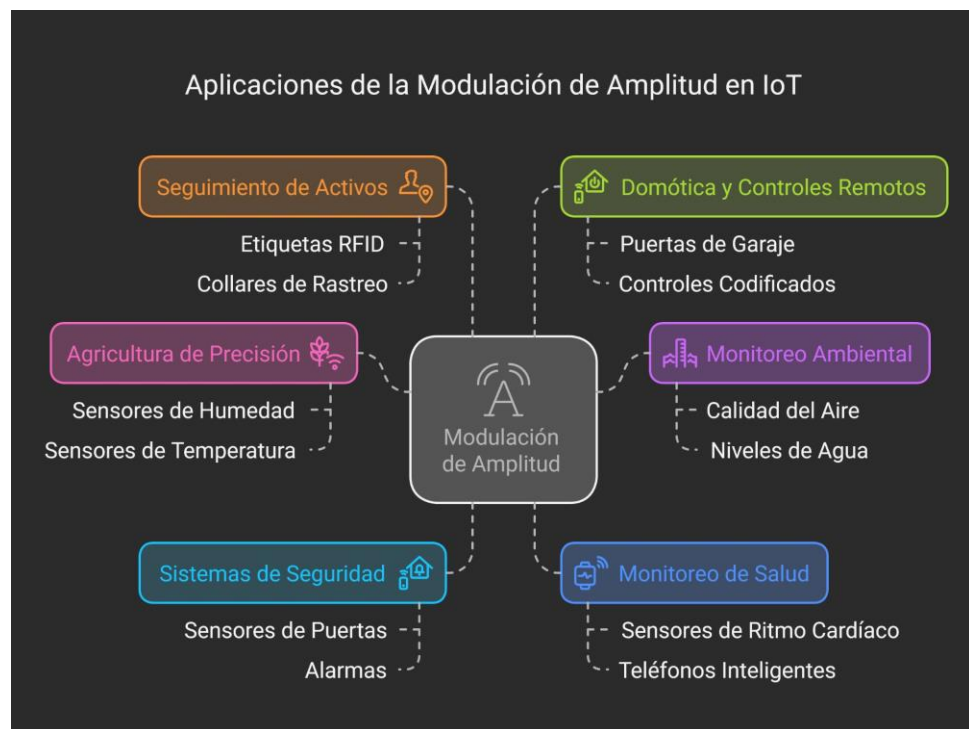 Aplicaciones de la Modulación de Amplitud en IoT
Seguimiento de Activos
Etiquetas RFID
Collares de Rastreo
Domótica y Controles Remotos
Puertas de Garaje
Controles Codificados
Agricultura de Precisión
Sensores de Humedad
Sensores de Temperatura
Modulación
de Amplitud
Monitoreo Ambiental
Calidad del Aire
Niveles de Agua
Sistemas de Seguridad
Sensores de Puertas
Alarmas
Monitoreo de Salud
Sensores de Ritmo Cardíaco
Teléfonos Inteligentes